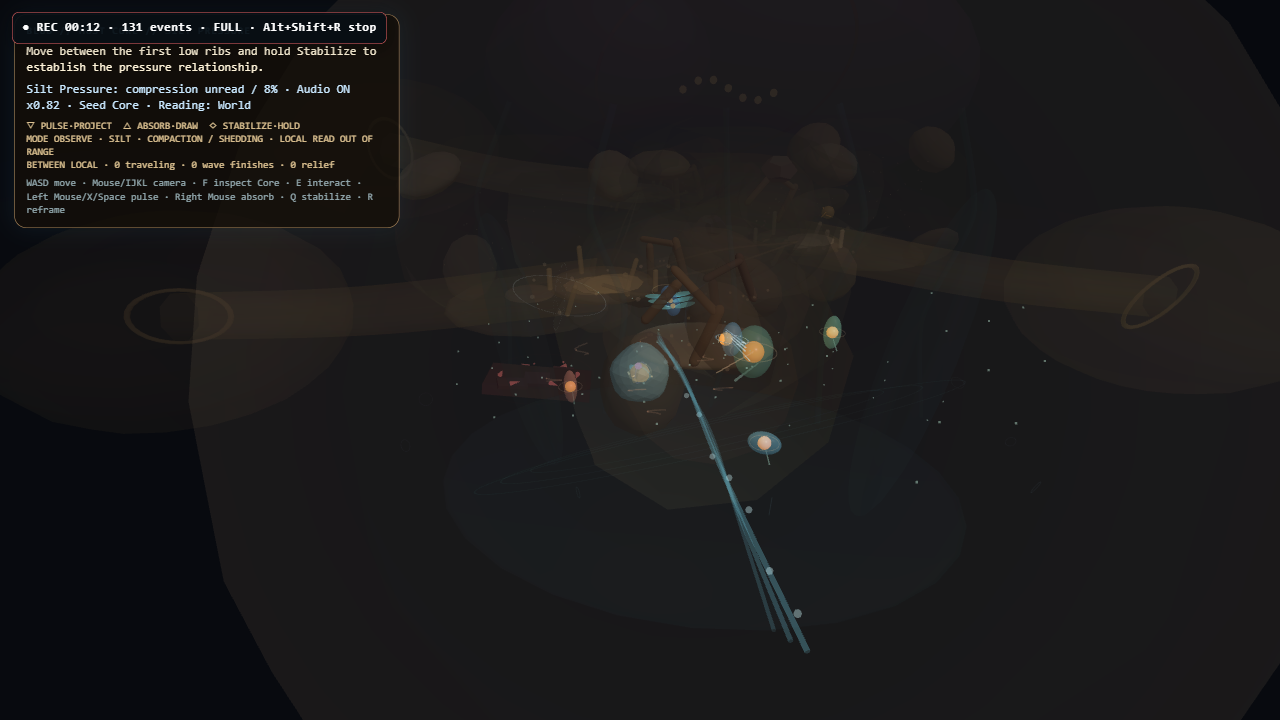 ● REC 00:12 · 131 events · FULL · Alt+Shift+R stop
Move between the first low ribs and hold Stabilize to
establish the pressure relationship.
Silt Pressure: compression unread / 8% · Audio ON
x0.82 · Seed Core · Reading: World
▽ PULSE·PROJECT △ ABSORB·DRAW ◇ STABILIZE·HOLD
MODE OBSERVE · SILT · COMPACTION / SHEDDING · LOCAL READ OUT OF
RANGE
BETWEEN LOCAL · 0 traveling · 0 wave finishes · 0 relief
WASD move · Mouse/IJKL camera · F inspect Core · E interact ·
Left Mouse/X/Space pulse · Right Mouse absorb · Q stabilize · R
reframe